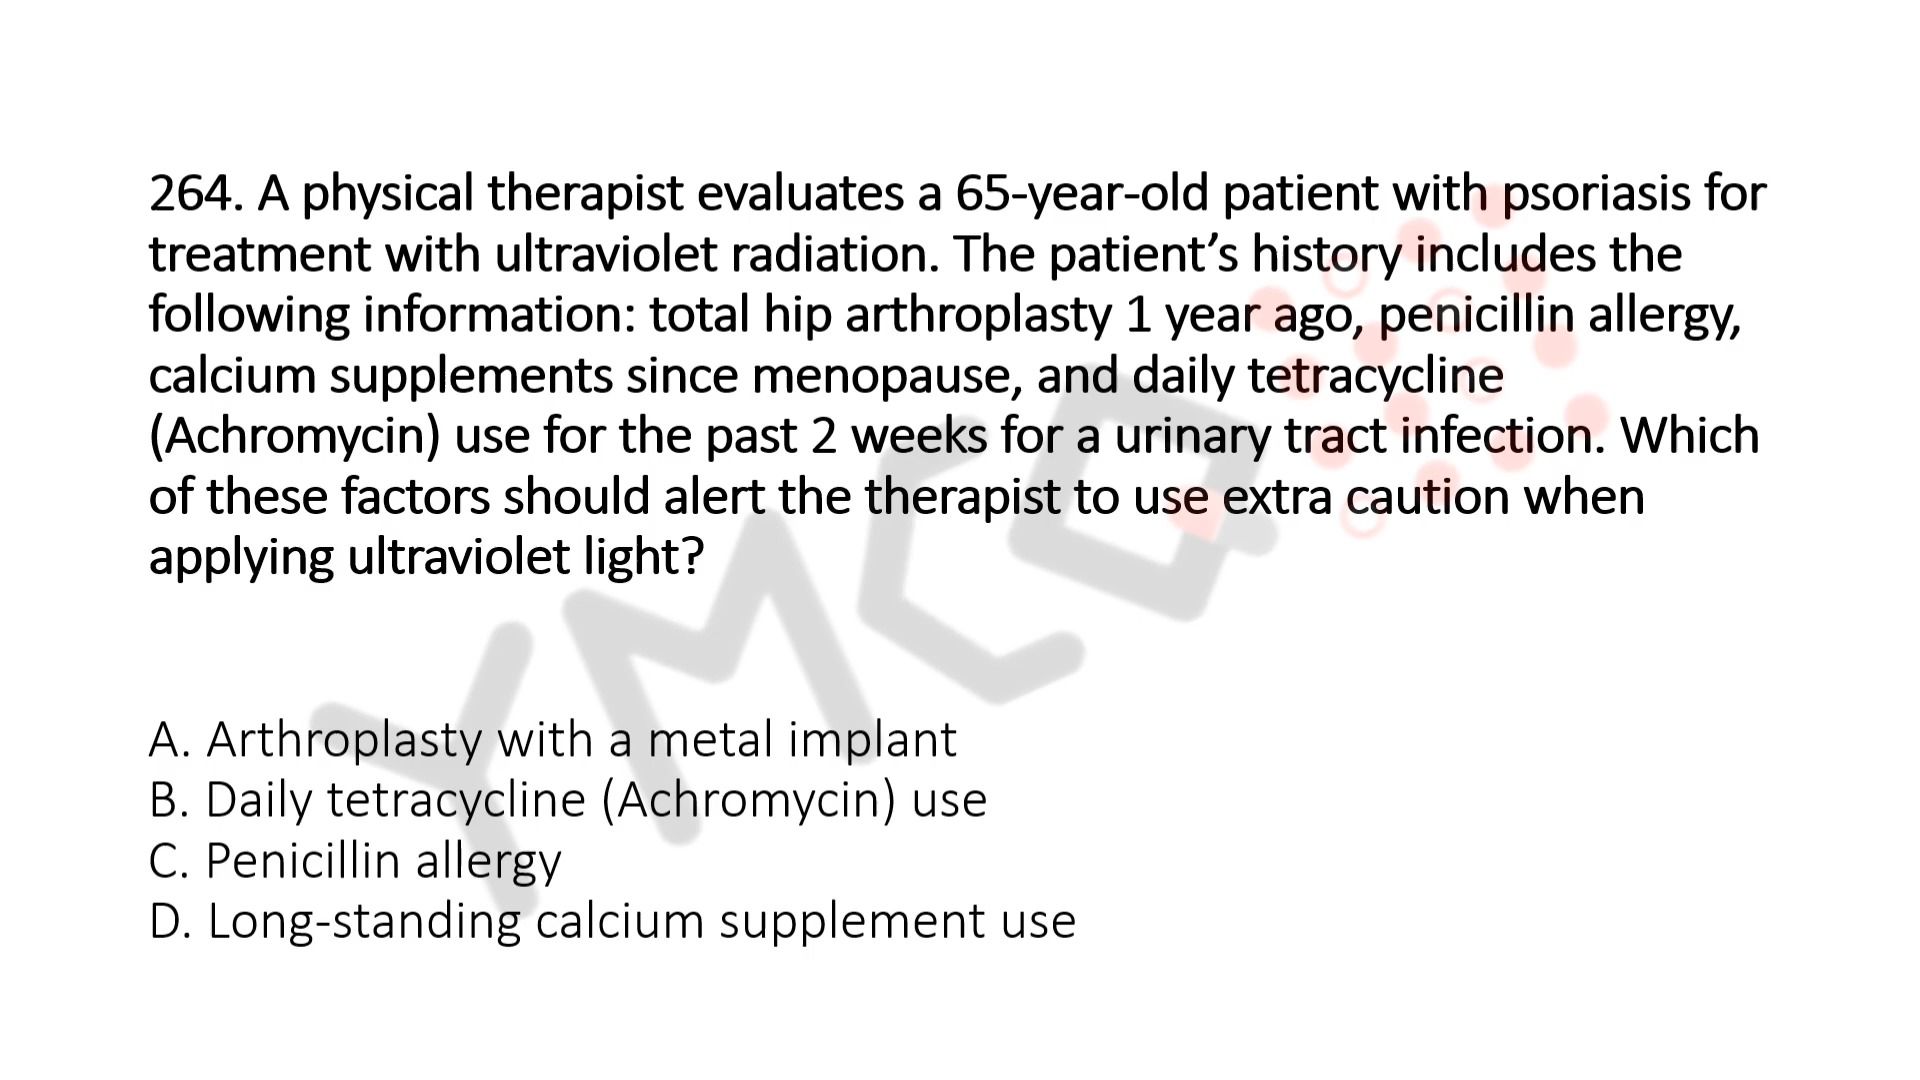 264. A physical therapist evaluates a 65-year-old patient with psoriasis for
treatment with ultraviolet radiation. The patient’s history includes the
following information: total hip arthroplasty 1 year ago, penicillin allergy,
calcium supplements since menopause, and daily tetracycline
(Achromycin) use for the past 2 weeks for a urinary tract infection. Which
of these factors should alert the therapist to use extra caution when
applying ultraviolet light?
A. Arthroplasty with a metal implant
B. Daily tetracycline (Achromycin) use
C. Penicillin allergy
D. Long-standing calcium supplement use
YMCQ